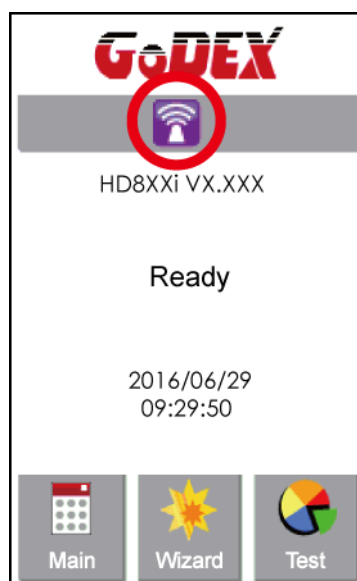 GoDEX
HD8XXi VX.XXX
Ready
2016/06/29
09:29:50
Main
Wizard
Test